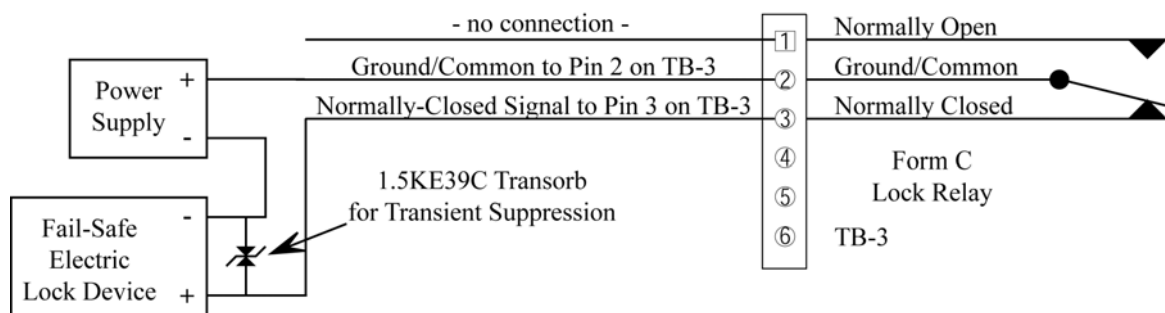 - no connection -
1
Normally Open
Power
Supply
+
-
Ground/Common to Pin 2 on TB-3
2
Ground/Common
Normally-Closed Signal to Pin 3 on TB-3
3
Normally Closed
4
5
6
Form C
Lock Relay
TB-3
1.5KE39C Transorb
for Transient Suppression
Fail-Safe
Electric
Lock Device
-
+